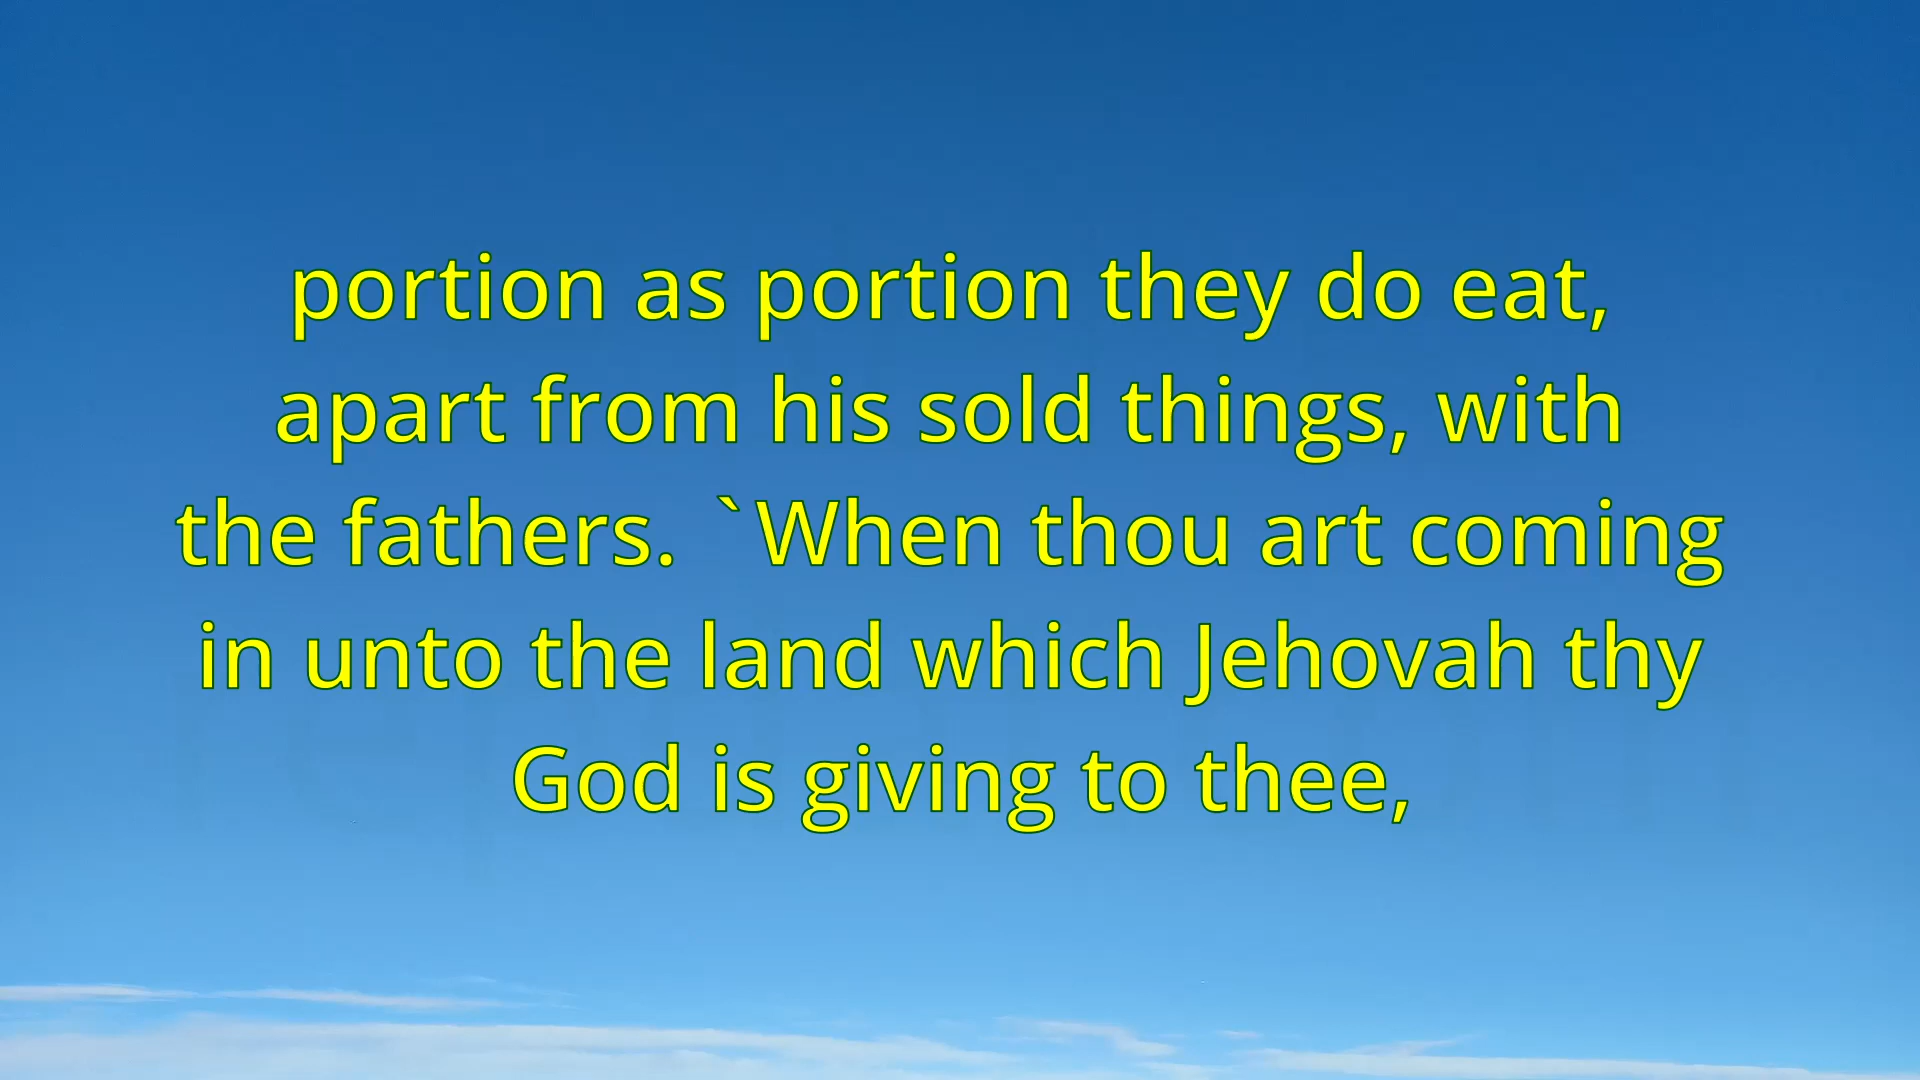 portion as portion they do eat,
apart from his sold things, with
the fathers.  `When thou art coming
in unto the land which Jehovah thy
God is giving to thee,